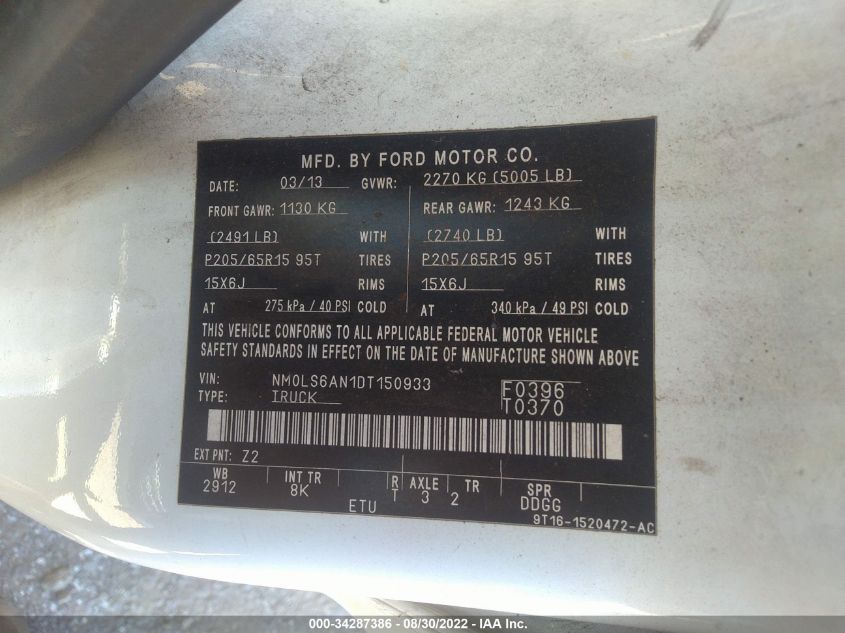 MFD. BY FORD MOTOR CO.
DATE: 03/13 GVWR: 2270 KG (5005 LB)
FRONT GAWR: 1130 KG REAR GAWR: 1243 KG
(2491 LB) WITH (2740 LB) WITH
P205/65R15 95T TIRES P205/65R15 95T TIRES
15X6J RIMS 15X6J RIMS
AT 275 kPa / 40 PSI COLD AT 340 kPa / 49 PSI COLD
THIS VEHICLE CONFORMS TO ALL APPLICABLE FEDERAL MOTOR VEHICLE
SAFETY STANDARDS IN EFFECT ON THE DATE OF MANUFACTURE SHOWN ABOVE
VIN: NM0LS6AN1DT150933 F0396
TYPE: TRUCK T0370
EXT PNT: Z2
WB INT TR R AXLE TR SPR
2912 8K T 3 2 DDGG
ETU 9T16-1520472-AC
000-34287386 - 08/30/2022 - IAA Inc.